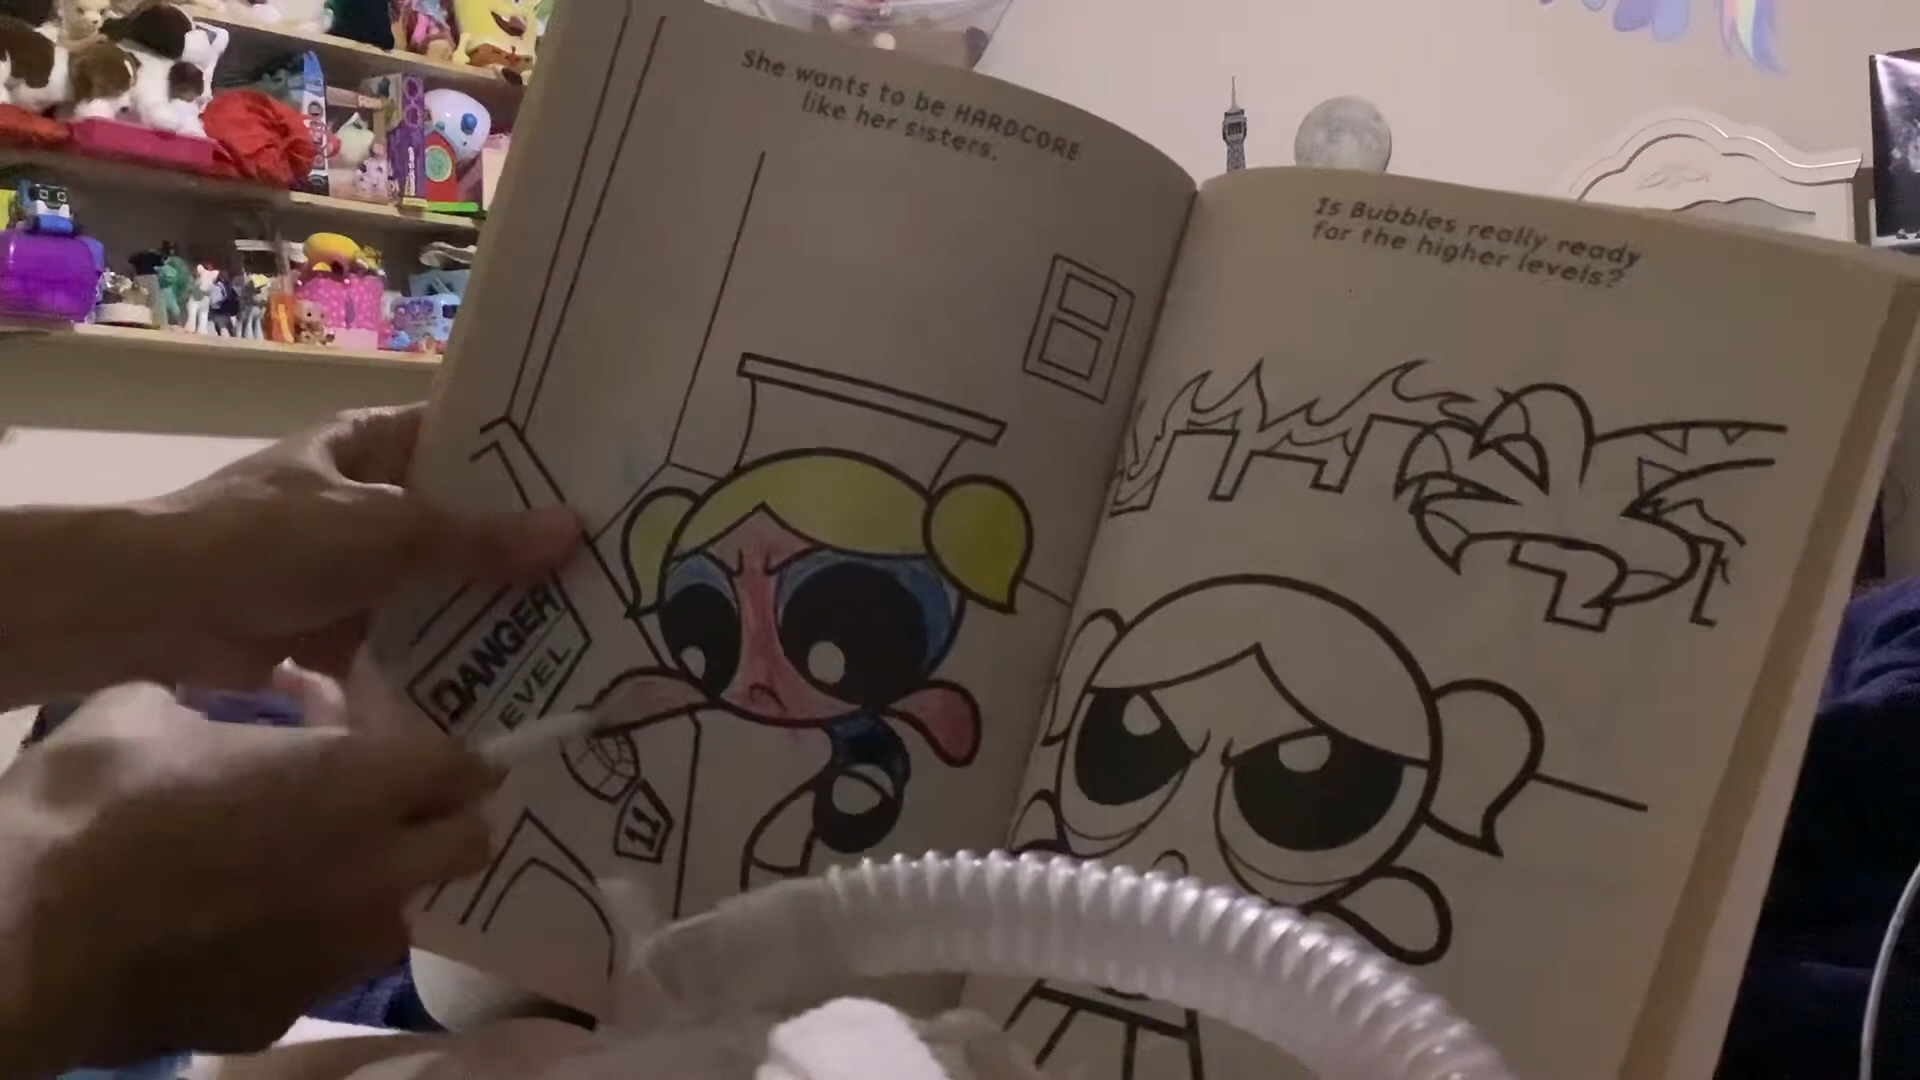 She wants to be HARDCORE
like her sisters.
Is Bubbles really ready
for the higher levels?
DANGER
EVEL
11